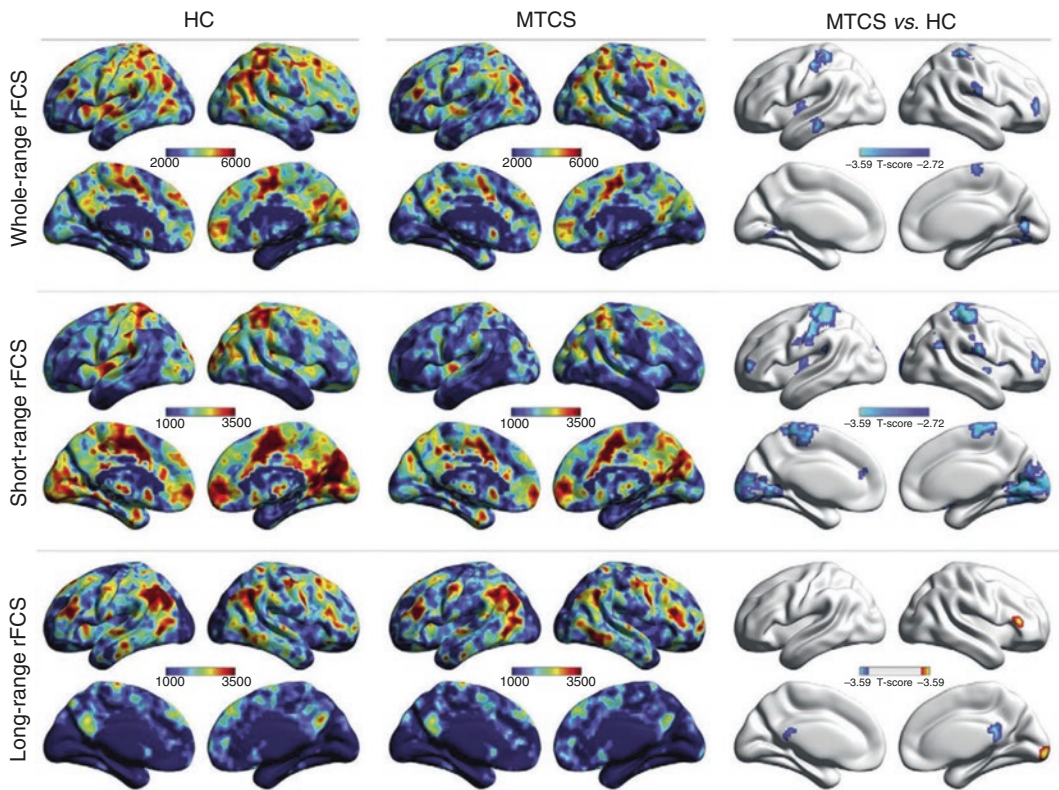 HC
MTCS
MTCS vs. HC
Whole-range rFCS
2000 6000
2000 6000
−3.59 T-score −2.72
Short-range rFCS
1000 3500
1000 3500
−3.59 T-score −2.72
Long-range rFCS
1000 3500
1000 3500
−3.59 T-score −3.59